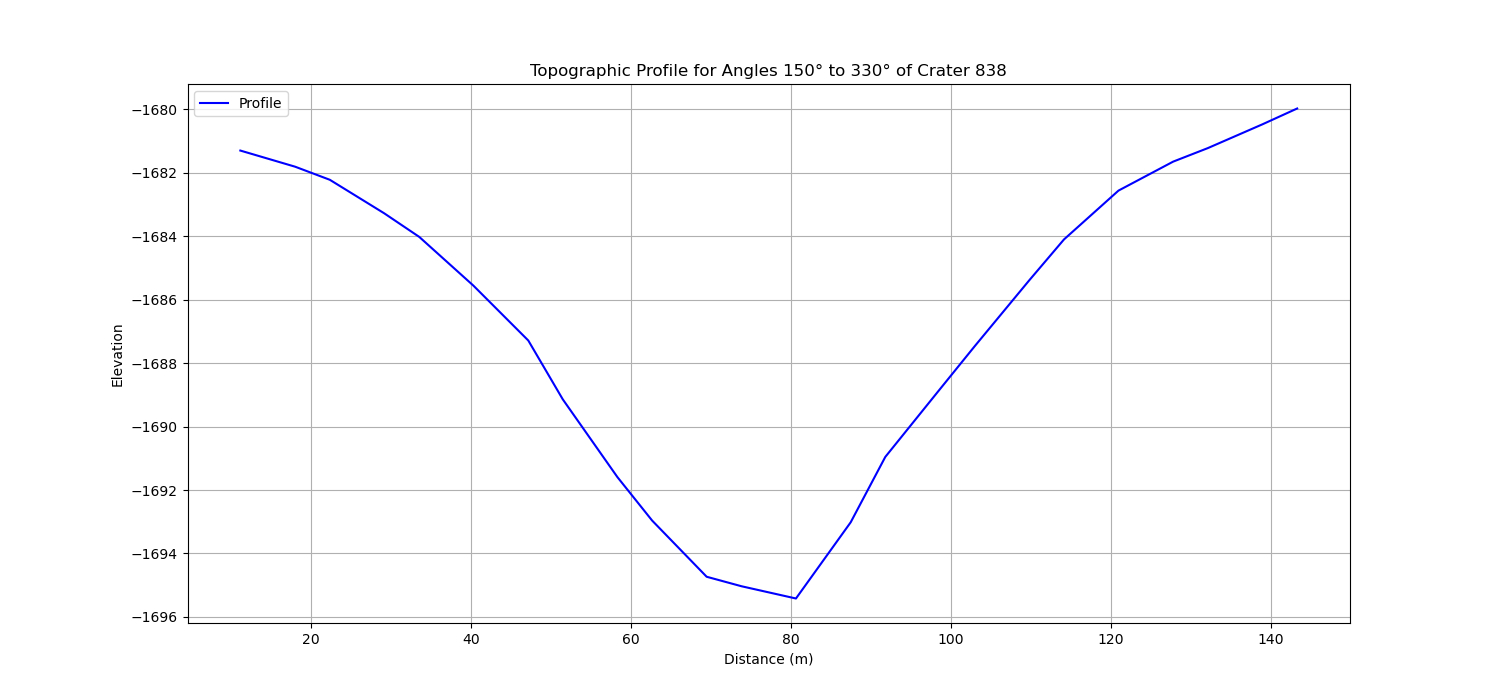 Topographic Profile for Angles 150° to 330° of Crater 838
Profile
−1680
−1682
−1684
−1686
−1688
−1690
−1692
−1694
−1696
Elevation
20 40 60 80 100 120 140
Distance (m)